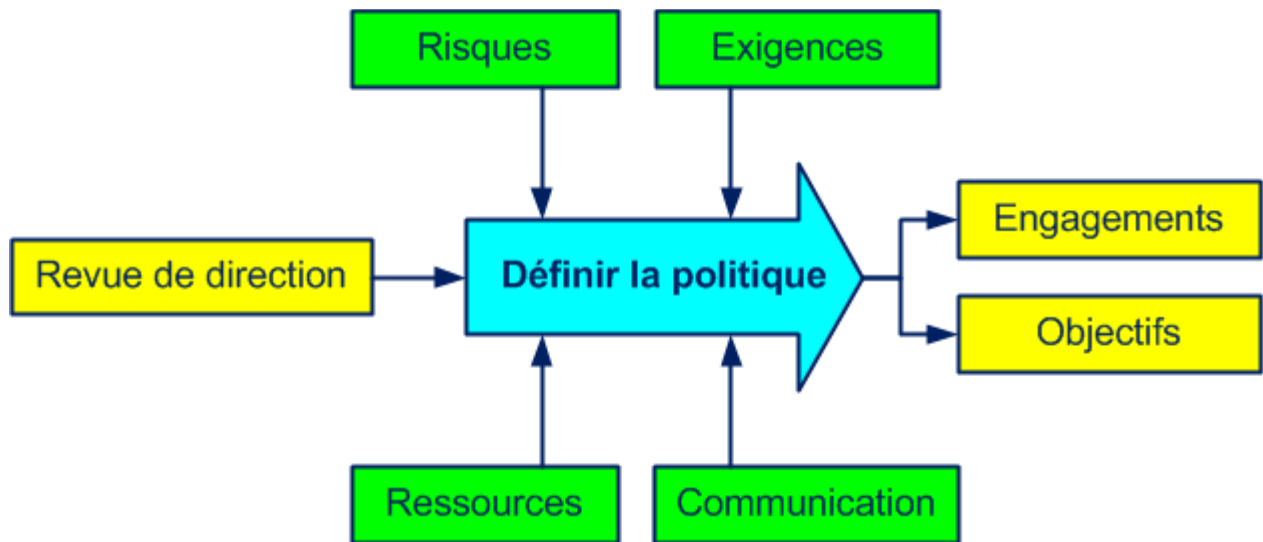 Risques
Exigences
Engagements
Revue de direction
Définir la politique
Objectifs
Ressources
Communication